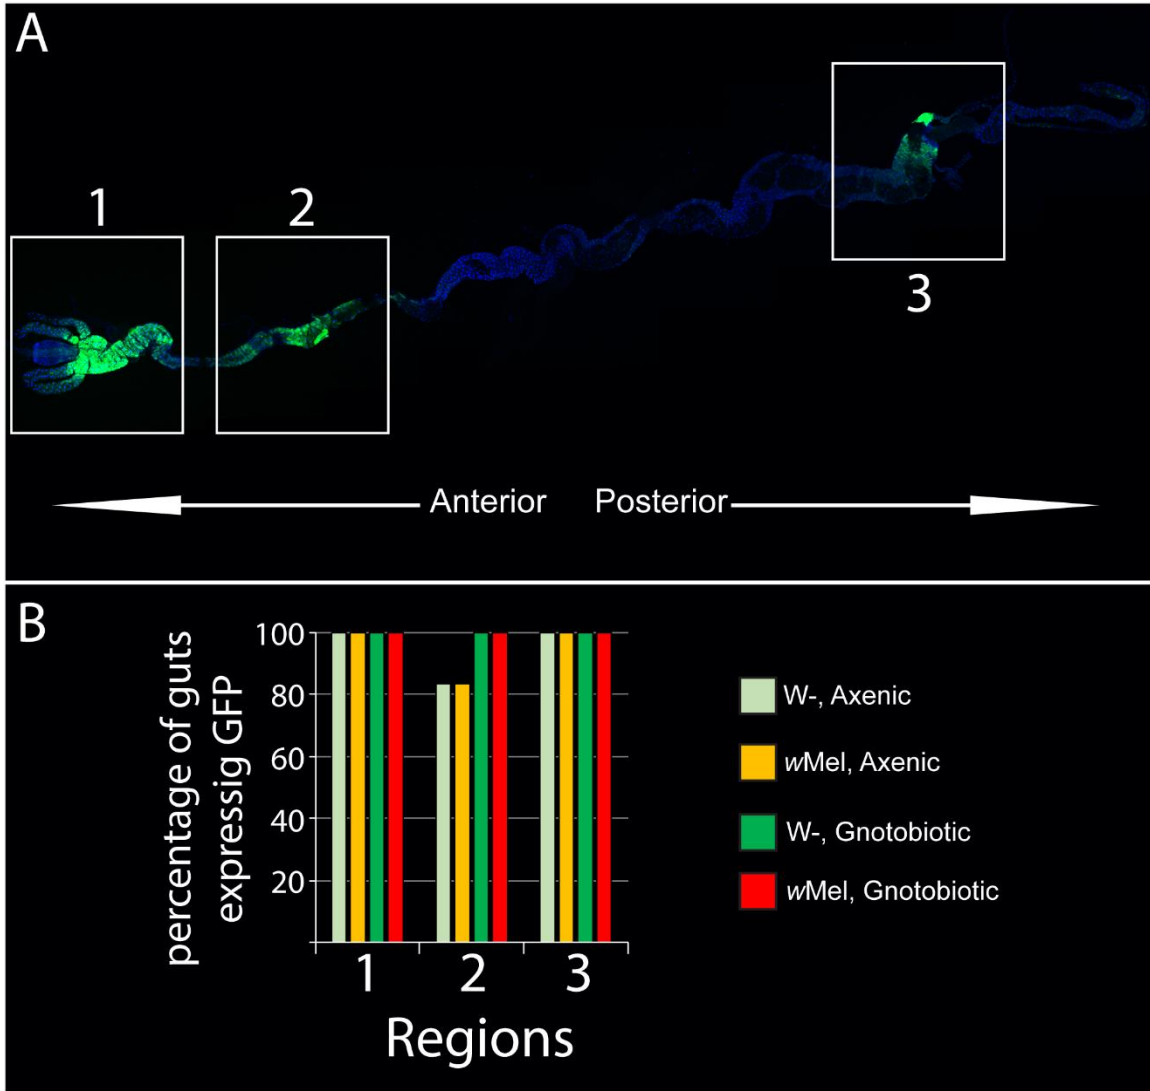 A
1
2
3
Anterior
Posterior
B
percentage of guts
expressig GFP
100
80
60
40
20
1
2
3
Regions
W-, Axenic
wMel, Axenic
W-, Gnotobiotic
wMel, Gnotobiotic